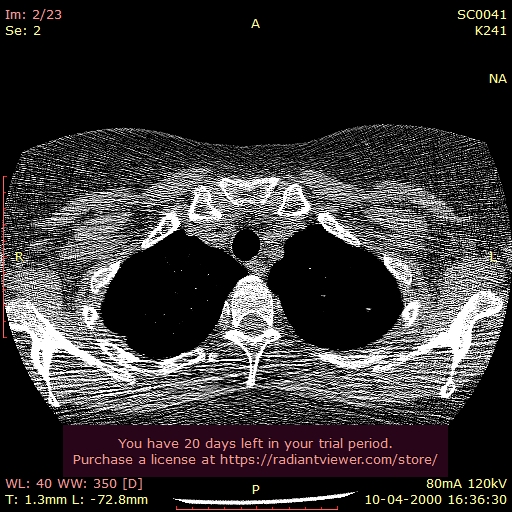 Im: 2/23
Se: 2
A
SC0041
K241
NA
R
L
You have 20 days left in your trial period.
Purchase a license at https://radiantviewer.com/store/
WL: 40 WW: 350 [D]
T: 1.3mm L: -72.8mm
P
80mA 120kV
10-04-2000 16:36:30